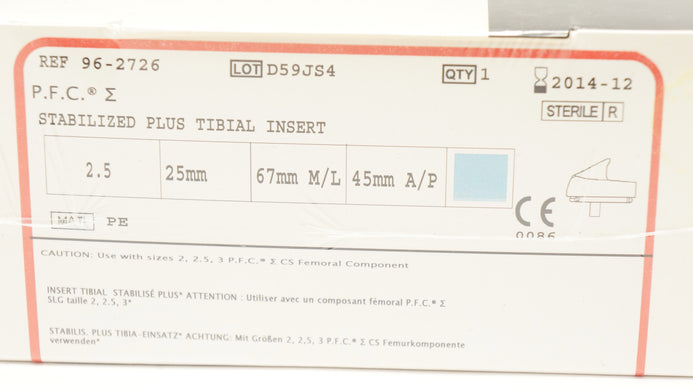 REF 96-2726 LOT D59JS4 QTY 1 2014-12
P.F.C.® Σ STERILE R
STABILIZED PLUS TIBIAL INSERT
2.5 25mm 67mm M/L 45mm A/P
MAT. PE CE
0086
CAUTION: Use with sizes 2, 2.5, 3 P.F.C.® Σ CS Femoral Component
INSERT TIBIAL STABILISÉ PLUS* ATTENTION : Utiliser avec un composant fémoral P.F.C.® Σ
SLG taille 2, 2.5, 3*
STABILIS. PLUS TIBIA-EINSATZ* ACHTUNG: Mit Größen 2, 2,5, 3 P.F.C.® Σ CS Femurkomponente
verwenden*